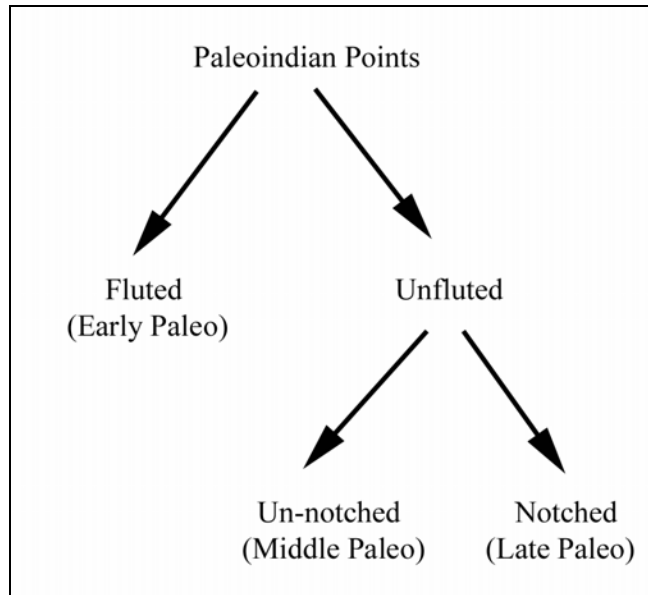 Paleoindian Points
Fluted
(Early Paleo)
Unfluted
Un-notched
(Middle Paleo)
Notched
(Late Paleo)